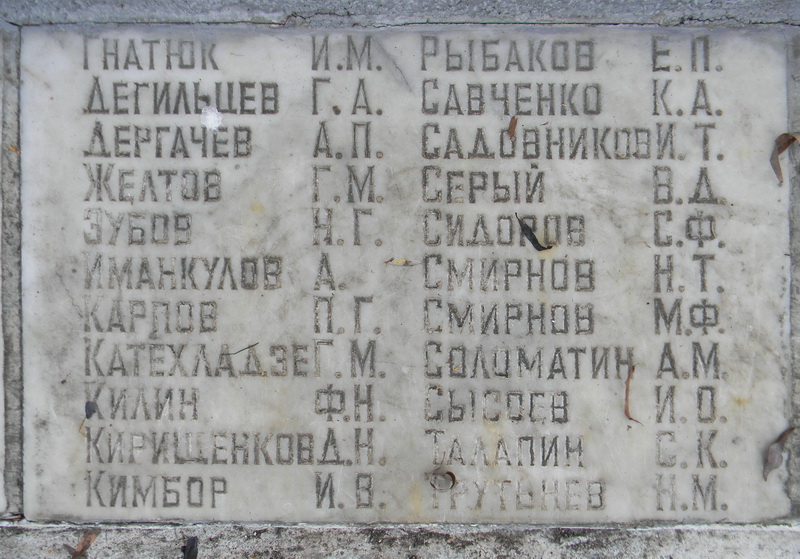 Гнатюк И.М.
Дегильцев Г.А.
Дергачев А.П.
Желтов Г.М.
Зубов Н.Г.
Иманкулов А.
Карпов П.Г.
Катехладзе Г.М.
Килин Ф.Н.
Кирищенков Д.Н.
Кимбор И.В.
Рыбаков Е.П.
Савченко К.А.
Садовников И.Т.
Серый В.Д.
Сидоров С.Ф.
Смирнов Н.Т.
Смирнов М.Ф.
Соломатин А.М.
Сысоев И.О.
Талапин С.К.
Трутьнев Н.М.